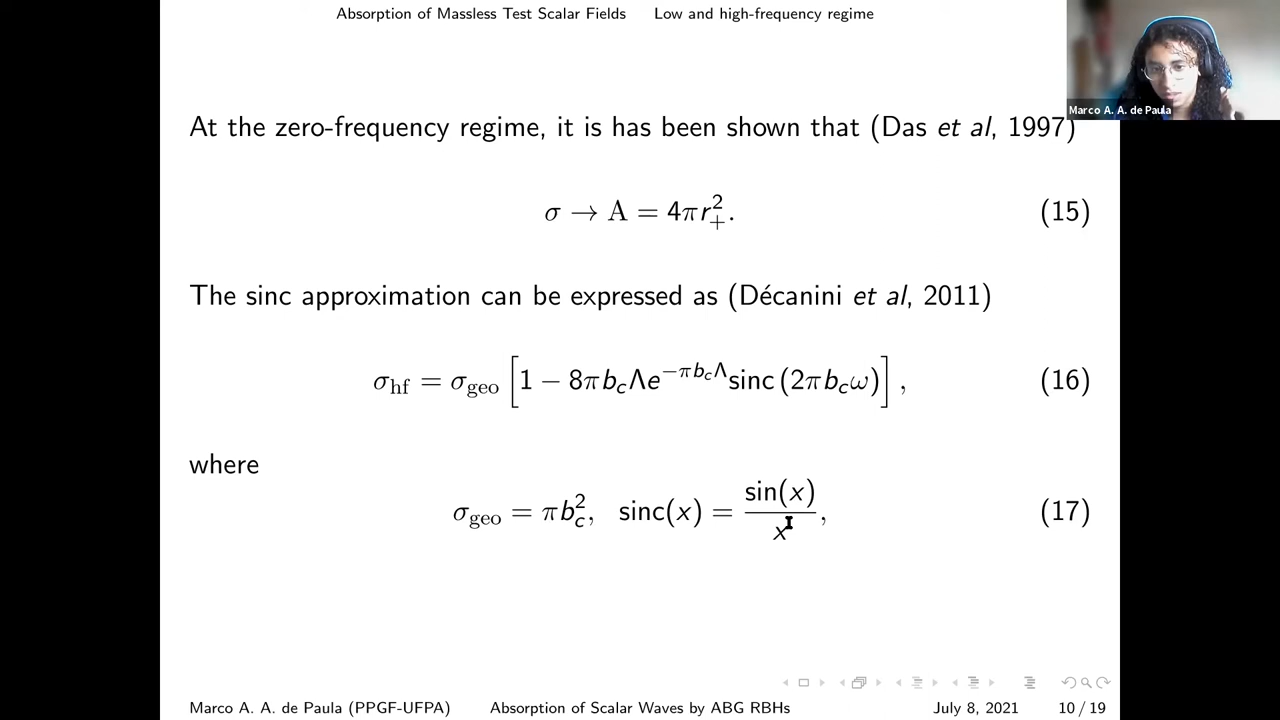 Absorption of Massless Test Scalar Fields Low and high-frequency regime
Marco A. A. de Paula
At the zero-frequency regime, it is has been shown that (Das et al, 1997)
σ → A = 4πr₊². (15)
The sinc approximation can be expressed as (Décanini et al, 2011)
σ_hf = σ_geo [1 − 8πb_cΛe^{−πb_cΛ}sinc (2πb_cω)], (16)
where
σ_geo = πb_c², sinc(x) = sin(x)/x, (17)
Marco A. A. de Paula (PPGF-UFPA) Absorption of Scalar Waves by ABG RBHs July 8, 2021 10 / 19